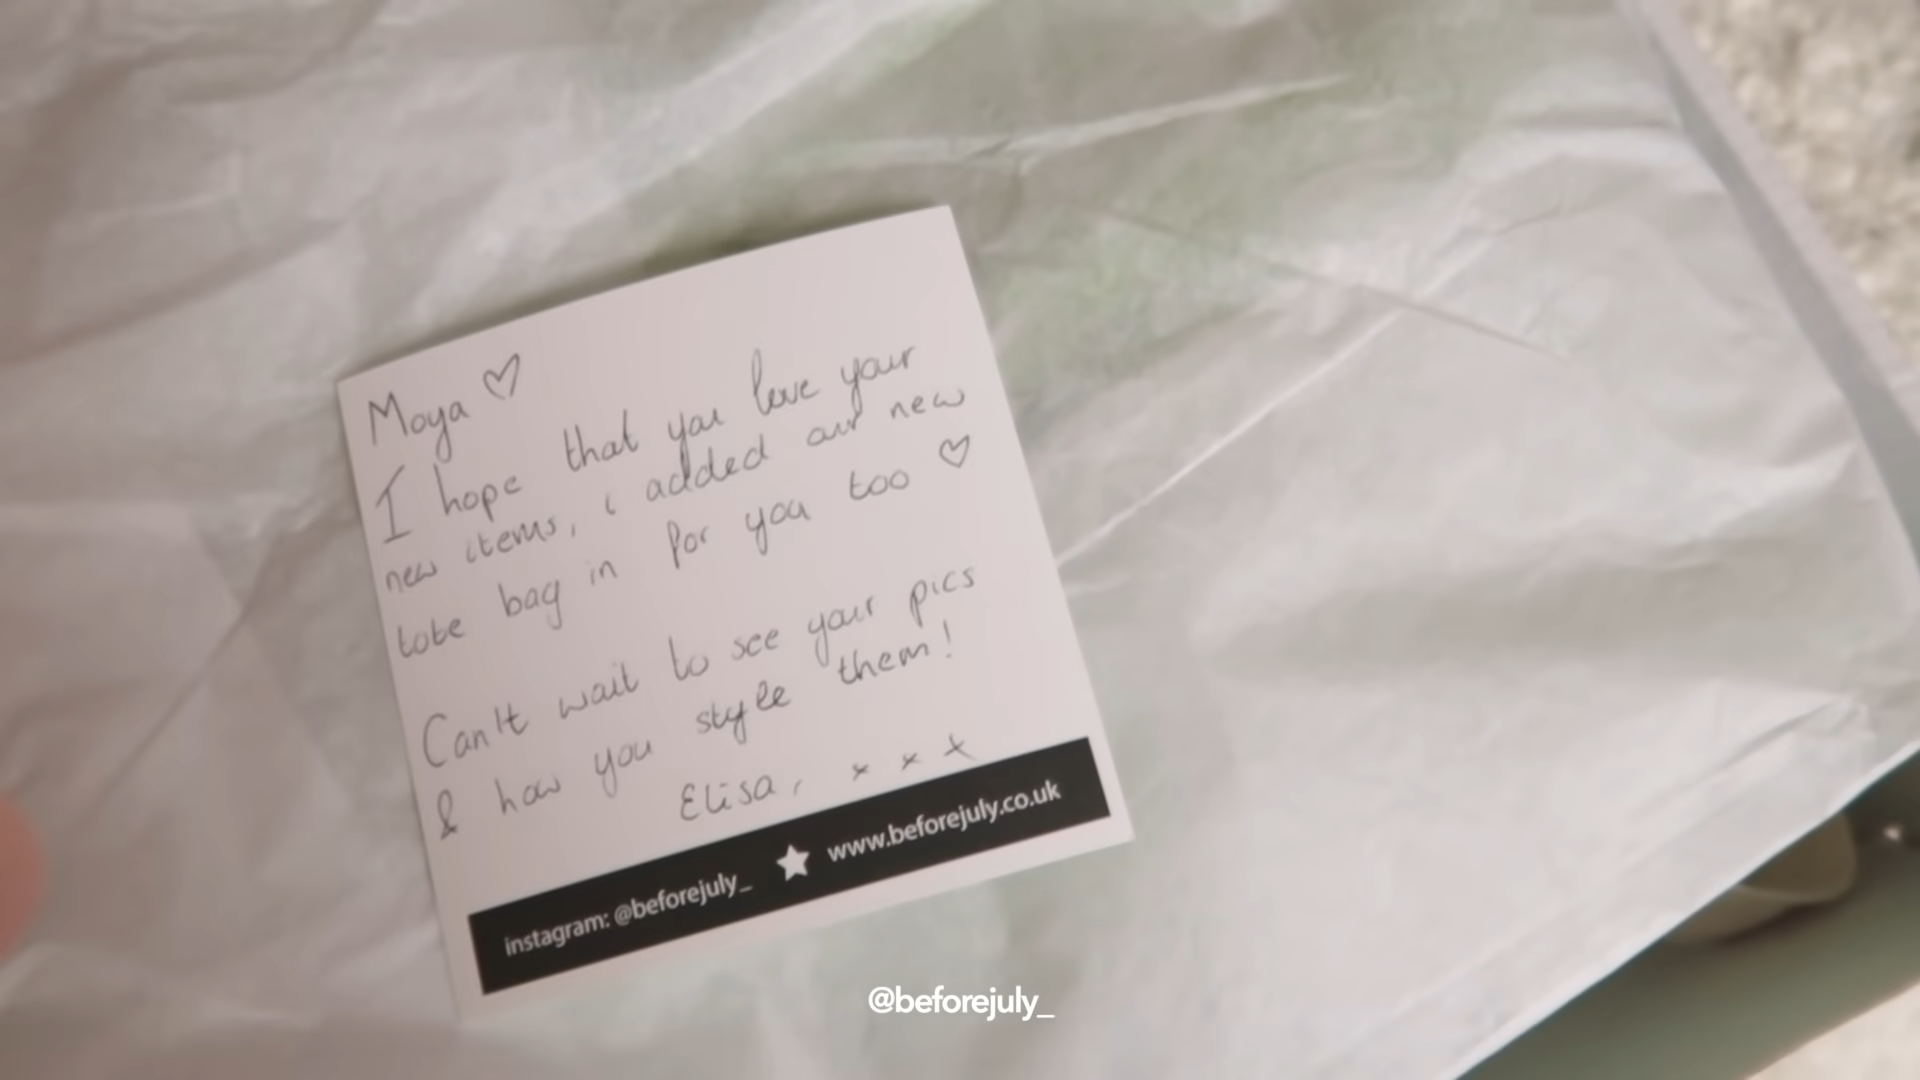 Moya ♡
I hope that you love your
new items, i added our new
tote bag in for you too ♡
Can't wait to see your pics
& how you style them!
Elisa, x x x
instagram: @beforejuly_ ★ www.beforejuly.co.uk
@beforejuly_